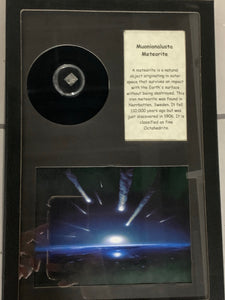 Muonionalusta
Meteorite
A meteorite is a natural
object originating in outer
space that survives an impact
with the Earth's surface
without being destroyed. This
iron meteorite was found in
Norrbotten, Sweden. It fell
110,000 years ago but was
just discovered in 1906. It is
classified as fine
Octahedrite.